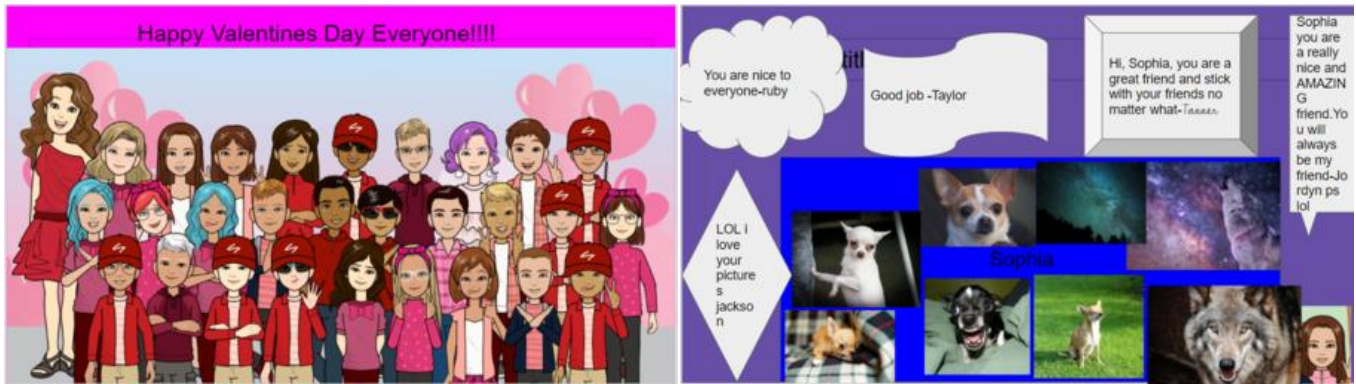 Happy Valentines Day Everyone!!!!
You are nice to
everyone-ruby
Good job -Taylor
Hi, Sophia, you are a
great friend and stick
with your friends no
matter what-Tanner
Sophia
you are
a really
nice and
AMAZIN
G
friend.Yo
u will
always
be my
friend-Jo
rdyn ps
lol
LOL i
love
your
picture
s
jackso
n
Sophia